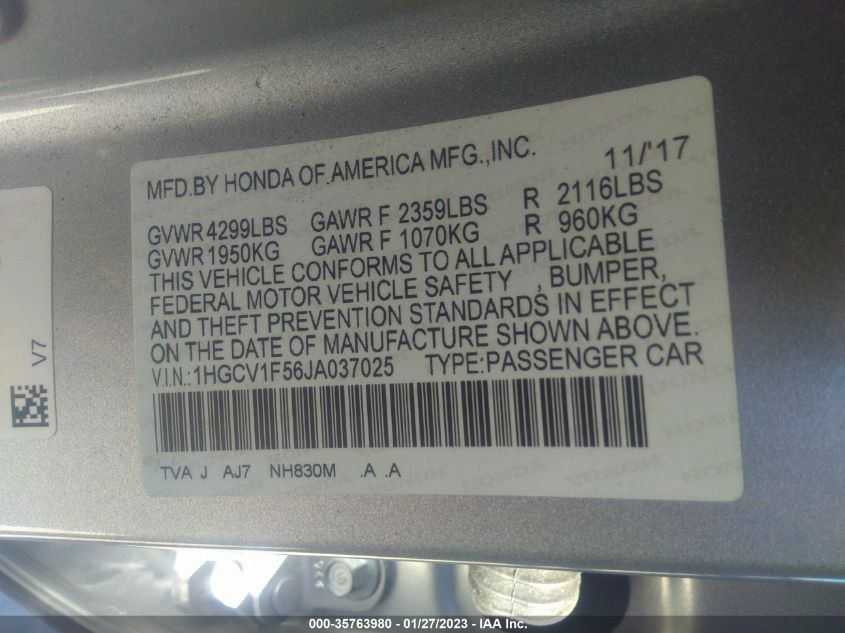 MFD.BY HONDA OF AMERICA MFG.,INC. 11/'17
GVWR 4299LBS GAWR F 2359LBS R 2116LBS
GVWR 1950KG GAWR F 1070KG R 960KG
THIS VEHICLE CONFORMS TO ALL APPLICABLE
FEDERAL MOTOR VEHICLE SAFETY , BUMPER,
AND THEFT PREVENTION STANDARDS IN EFFECT
ON THE DATE OF MANUFACTURE SHOWN ABOVE.
V.I.N.:1HGCV1F56JA037025 TYPE:PASSENGER CAR
TVA J AJ7 NH830M .A .A
V7
000-35763980 - 01/27/2023 - IAA Inc.